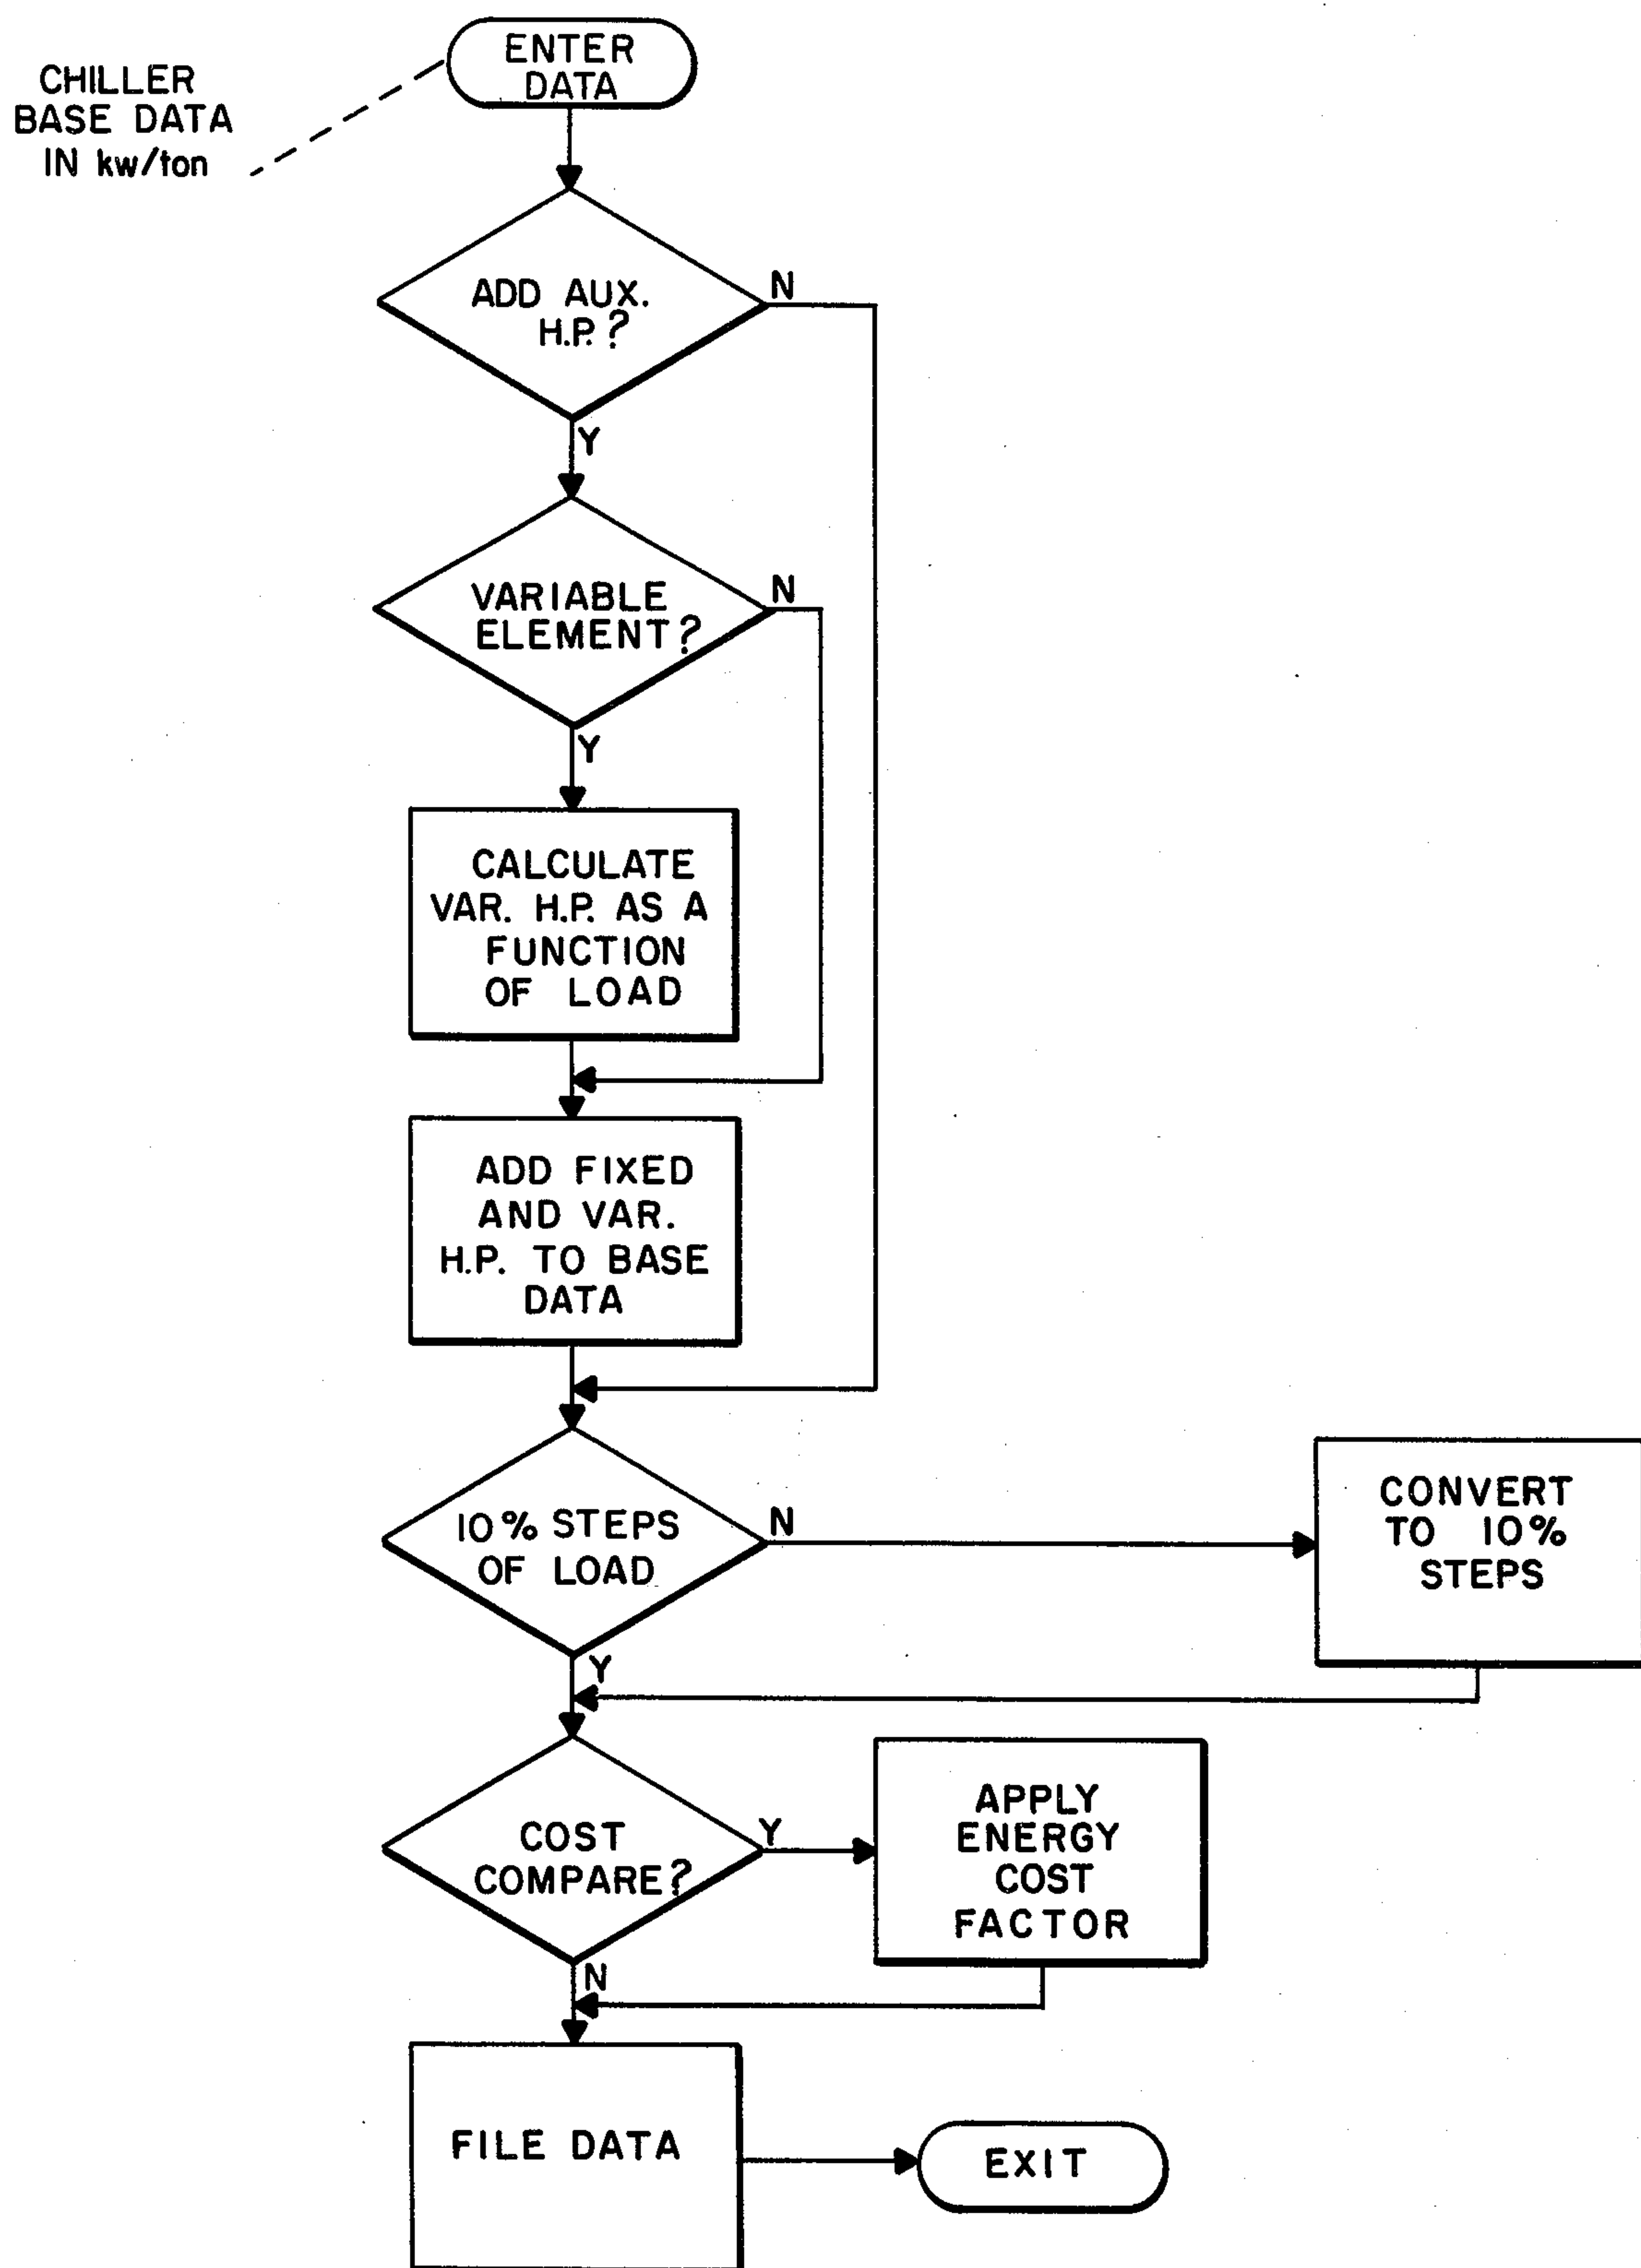 ENTER
DATA
CHILLER
BASE DATA
IN kw/ton
ADD AUX.
H.P.?
N
Y
VARIABLE
ELEMENT?
N
Y
CALCULATE
VAR. H.P. AS A
FUNCTION
OF LOAD
ADD FIXED
AND VAR.
H.P. TO BASE
DATA
10% STEPS
OF LOAD
N
CONVERT
TO 10%
STEPS
Y
COST
COMPARE?
Y
APPLY
ENERGY
COST
FACTOR
N
FILE DATA
EXIT